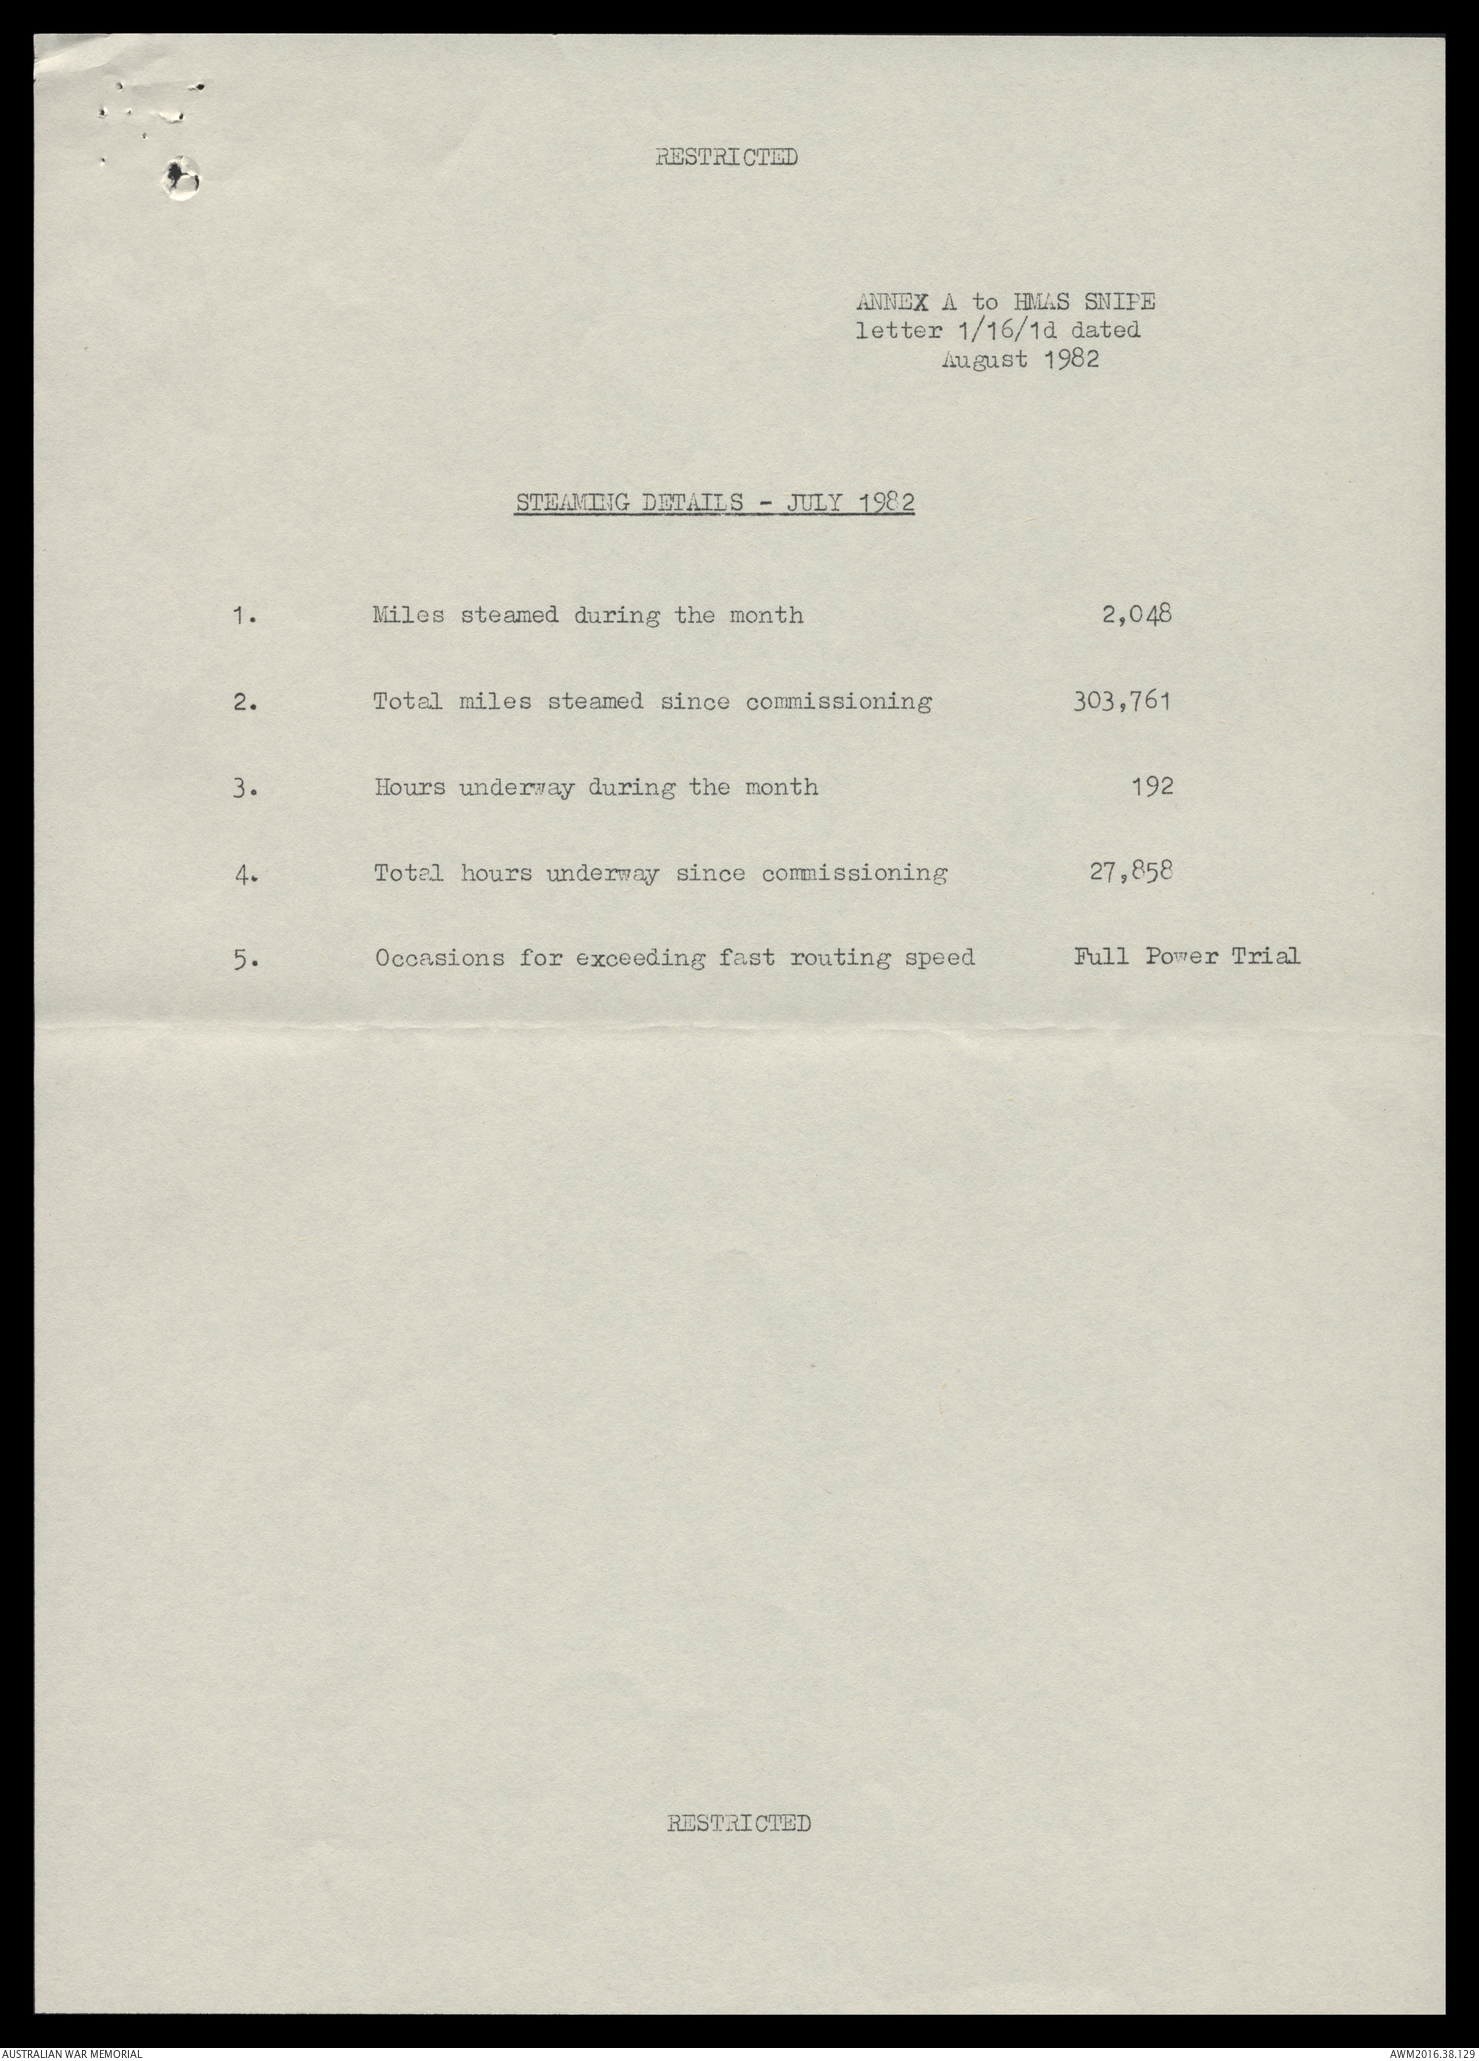 RESTRICTED
ANNEX A to HMAS SNIPE
letter 1/16/1d dated
August 1982
STEAMING DETAILS - JULY 1982
1. Miles steamed during the month 2,048
2. Total miles steamed since commissioning 303,761
3. Hours underway during the month 192
4. Total hours underway since commissioning 27,858
5. Occasions for exceeding fast routing speed Full Power Trial
RESTRICTED
AUSTRALIAN WAR MEMORIAL AWM2016.38.129